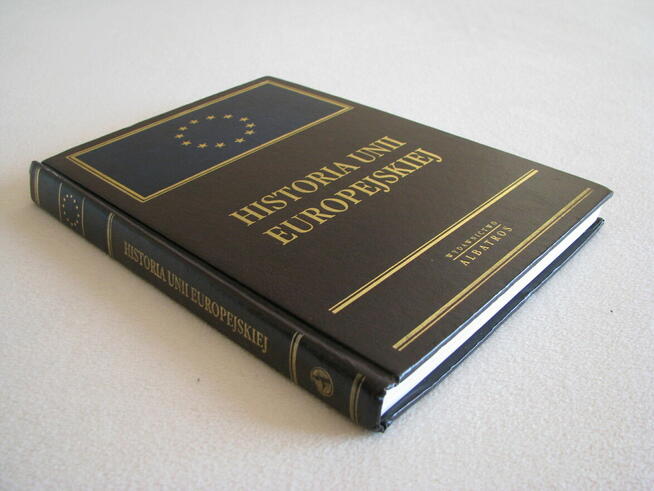 HISTORIA UNII
EUROPEJSKIEJ
WYDAWNICTWO
ALBATROS
HISTORIA UNII EUROPEJSKIEJ